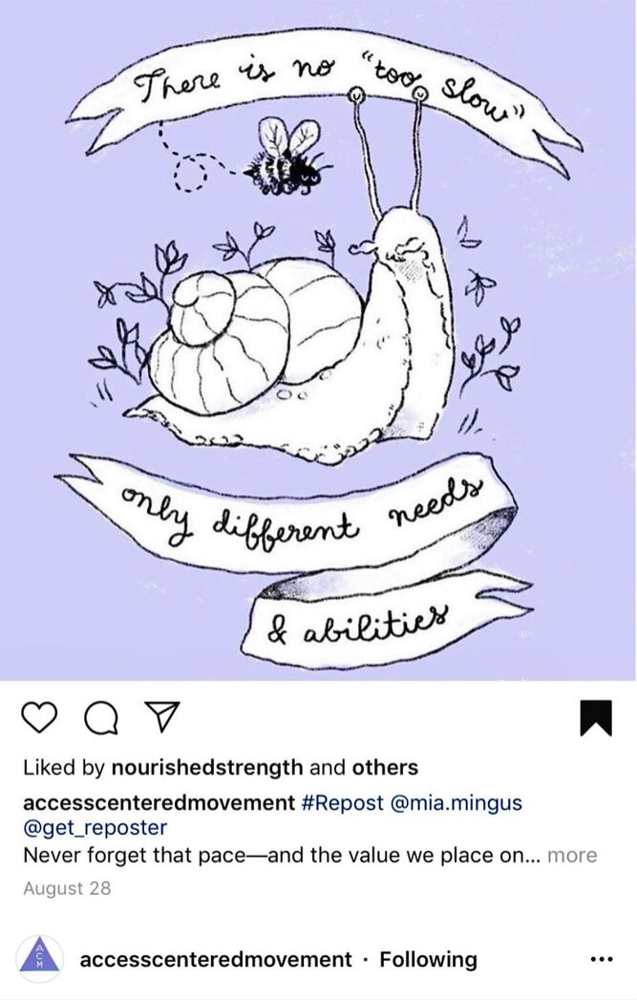 There is no "too slow"
only different needs
& abilities
Liked by nourishedstrength and others
accesscenteredmovement #Repost @mia.mingus
@get_reposter
Never forget that pace—and the value we place on... more
August 28
A
C
M
accesscenteredmovement · Following